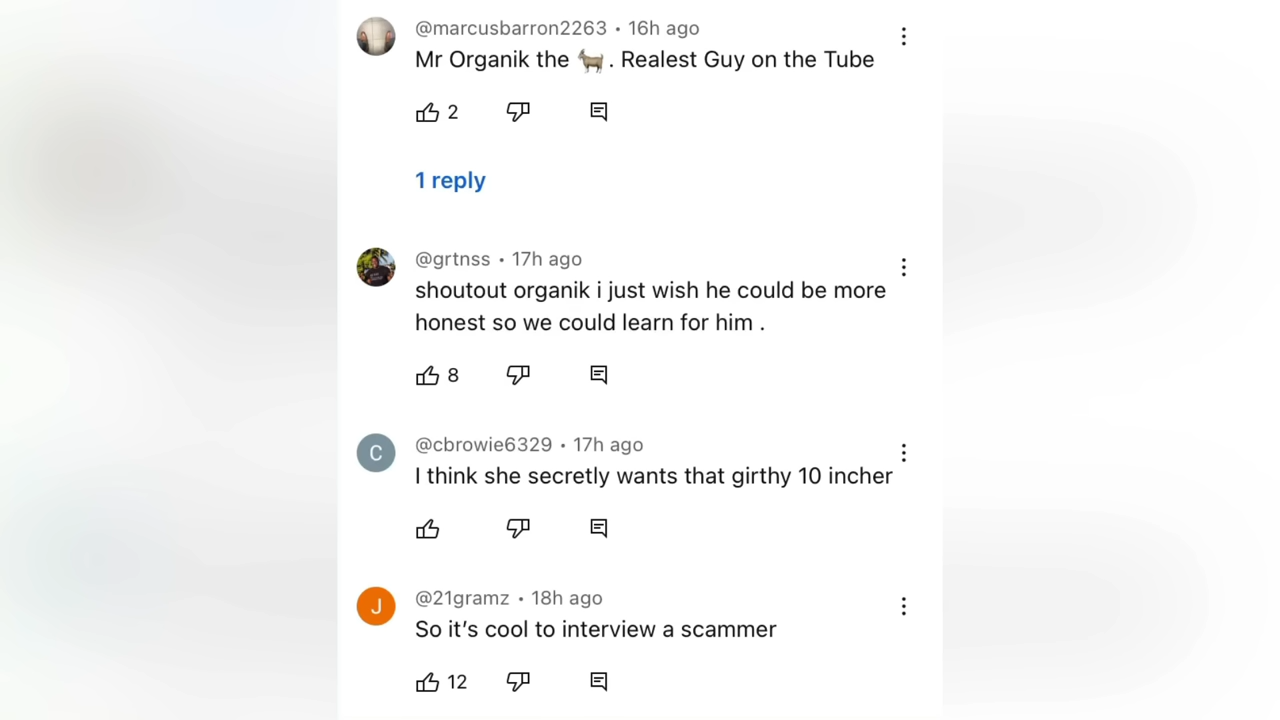 @marcusbarron2263 • 16h ago
Mr Organik the 🐐. Realest Guy on the Tube
2
1 reply
@grtnss • 17h ago
shoutout organik i just wish he could be more
honest so we could learn for him .
8
C
@cbrowie6329 • 17h ago
I think she secretly wants that girthy 10 incher
J
@21gramz • 18h ago
So it’s cool to interview a scammer
12